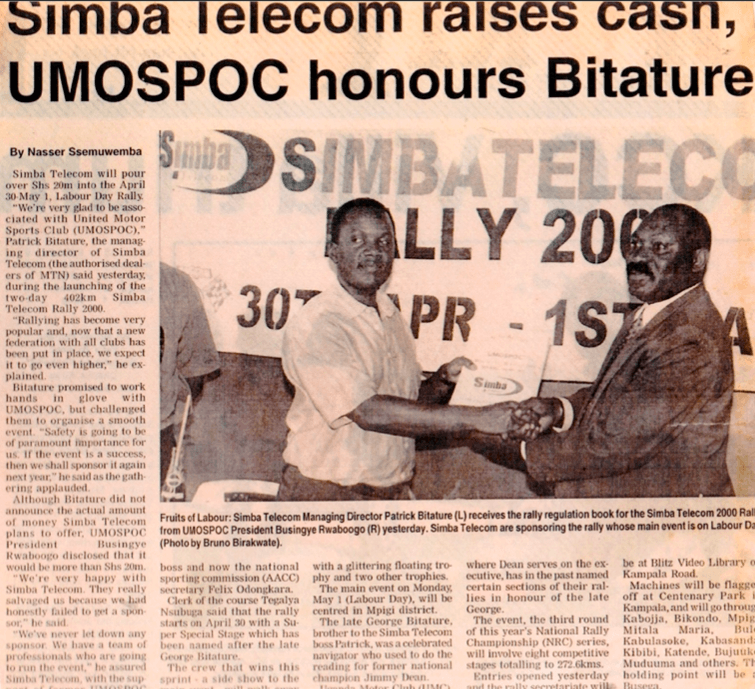 Simba Telecom raises cash,
UMOSPOC honours Bitature
By Nasser Ssemuwemba
Simba Telecom will pour
over Shs 20m into the April
30-May 1, Labour Day Rally.
"We're very glad to be asso-
ciated with United Motor
Sports Club (UMOSPOC),"
Patrick Bitature, the manag-
ing director of Simba
Telecom (the authorised deal-
ers of MTN) said yesterday,
during the launching of the
two-day 402km Simba
Telecom Rally 2000.
"Rallying has become very
popular and, now that a new
federation with all clubs has
been put in place, we expect
it to go even higher," he ex-
plained.
Bitature promised to work
hands in glove with
UMOSPOC, but challenged
them to organise a smooth
event. "Safety is going to be
of paramount importance for
us. If the event is a success,
then we shall sponsor it again
next year," he said as the gath-
ering applauded.
Although Bitature did not
announce the actual amount
of money Simba Telecom
plans to offer, UMOSPOC
President Busingye
Rwaboogo disclosed that it
would be more than Shs 20m.
"We're very happy with
Simba Telecom. They really
salvaged us because we had
honestly failed to get a spon-
sor," he said.
"We've never let down any
sponsor. We have a team of
professionals who are going
to run the event," he assured
Simba Telecom, with the sup-
Simba
SIMBATELECO
RALLY 200
30T APR - 1ST A
Simba
Fruits of Labour: Simba Telecom Managing Director Patrick Bitature (L) receives the rally regulation book for the Simba Telecom 2000 Rall
from UMOSPOC President Busingye Rwaboogo (R) yesterday. Simba Telecom are sponsoring the rally whose main event is on Labour Da
(Photo by Bruno Birakwate).
boss and now the national
sporting commission (AACC)
secretary Felix Odongkara.
Clerk of the course Tegalya
Nsubuga said that the rally
starts on April 30 with a Su-
per Special Stage which has
been named after the late
George Bitature.
The crew that wins this
sprint - a side show to the
with a glittering floating tro-
phy and two other trophies.
The main event on Monday,
May 1 (Labour Day), will be
centred in Mpigi district.
The late George Bitature,
brother to the Simba Telecom
boss Patrick, was a celebrated
navigator who used to do the
reading for former national
champion Jimmy Dean.
where Dean serves on the ex-
ecutive, has in the past named
certain sections of their ral-
lies in honour of the late
George.
The event, the third round
of this year's National Rally
Championship (NRC) series,
will involve eight competitive
stages totalling to 272.6kms.
Entries opened yesterday
and the rally secretariate will
be at Blitz Video Library o
Kampala Road.
Machines will be flagge
off at Centenary Park i
Kampala, and will go throug
Kabojja, Bikondo, Mpig
Mitala Maria, Bul
Kabulasoke, Kabasand
Kibibi, Katende, Bujuuk
Muduuma and others. Th
holding point will be
Busega.